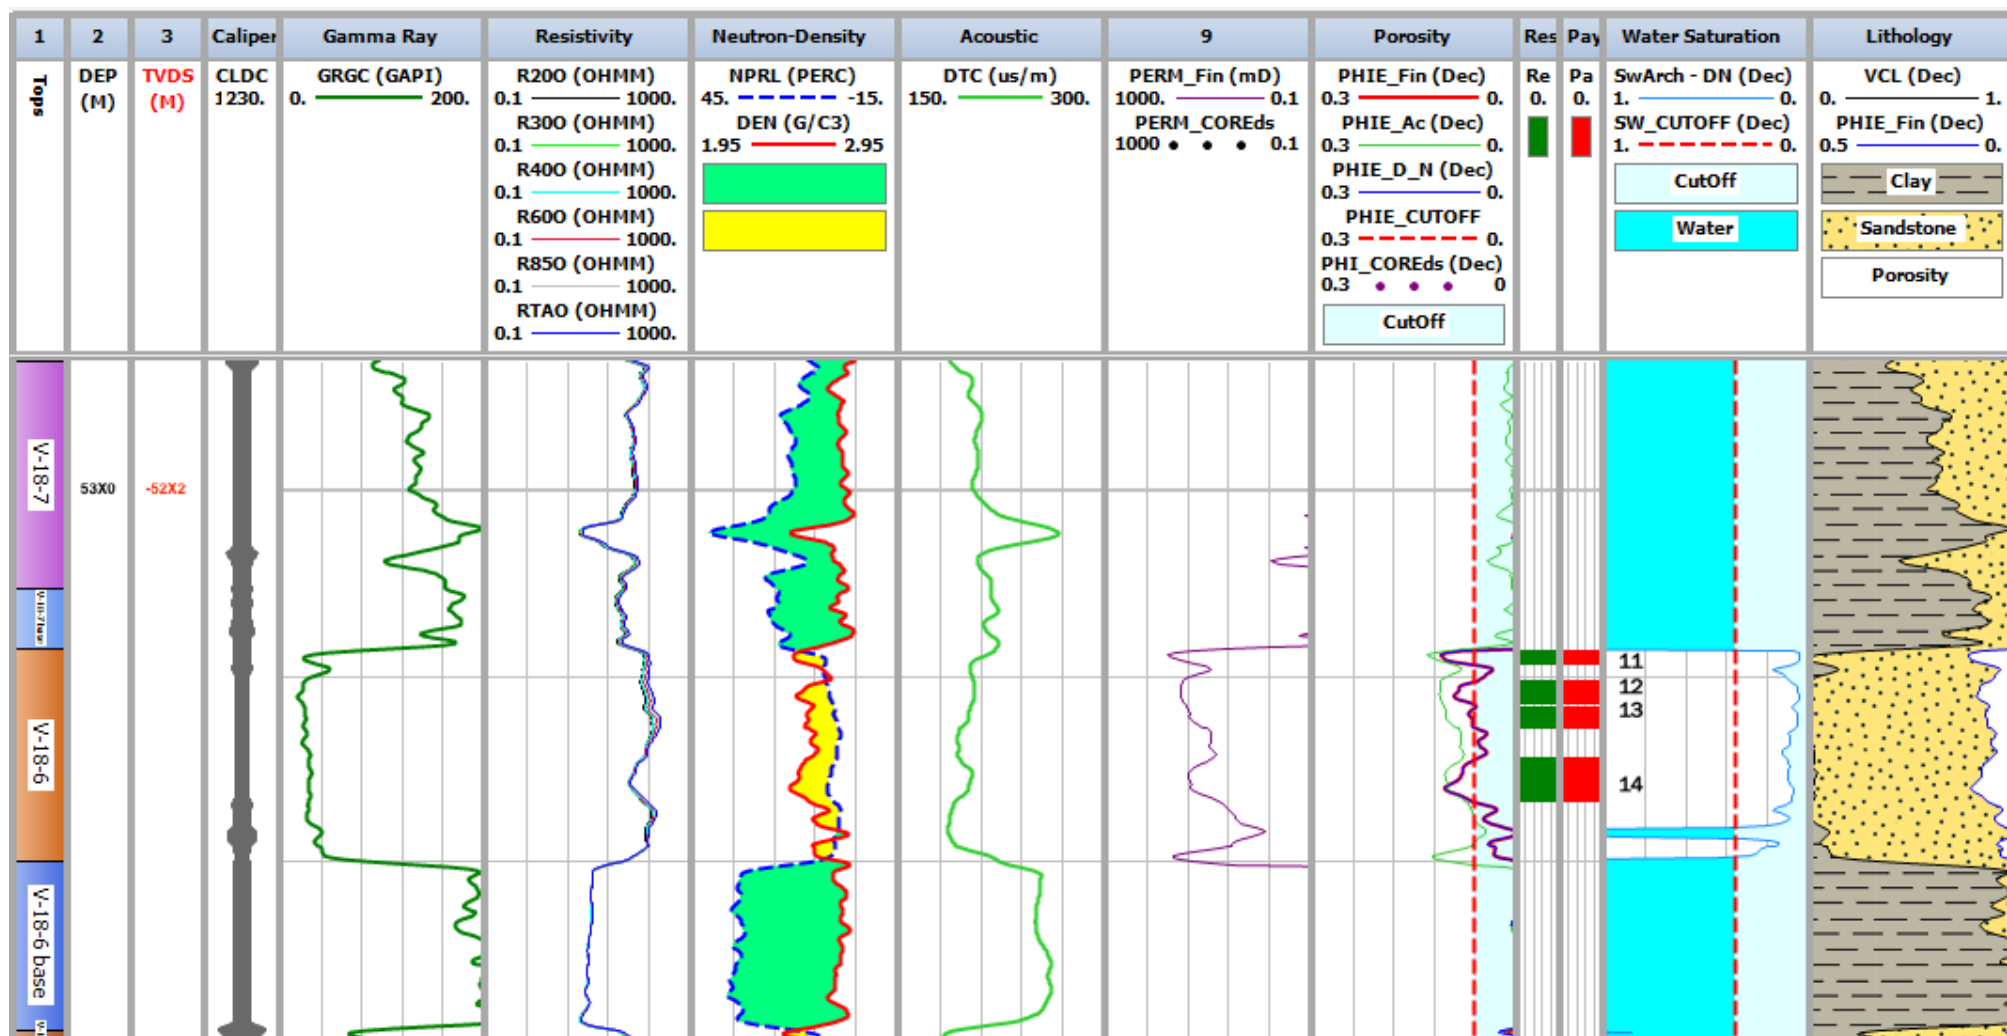 1 2 3 Caliper Gamma Ray Resistivity Neutron-Density Acoustic 9 Porosity Res Pay Water Saturation Lithology
Tops
DEP
(M)
TVDS
(M)
CLDC
1230.
GRGC (GAPI)
0. 200.
R20O (OHMM)
0.1 1000.
R30O (OHMM)
0.1 1000.
R40O (OHMM)
0.1 1000.
R60O (OHMM)
0.1 1000.
R85O (OHMM)
0.1 1000.
RTAO (OHMM)
0.1 1000.
NPRL (PERC)
45. -15.
DEN (G/C3)
1.95 2.95
DTC (us/m)
150. 300.
PERM_Fin (mD)
1000. 0.1
PERM_COREds
1000 0.1
PHIE_Fin (Dec)
0.3 0.
PHIE_Ac (Dec)
0.3 0.
PHIE_D_N (Dec)
0.3 0.
PHIE_CUTOFF
0.3 0.
PHI_COREds (Dec)
0.3 0
CutOff
Re
0.
Pa
0.
SwArch - DN (Dec)
1. 0.
SW_CUTOFF (Dec)
1. 0.
CutOff
Water
VCL (Dec)
0. 1.
PHIE_Fin (Dec)
0.5 0.
Clay
Sandstone
Porosity
V-18-7
53X0
-52X2
V-18-6
11
12
13
14
V-18-6 base